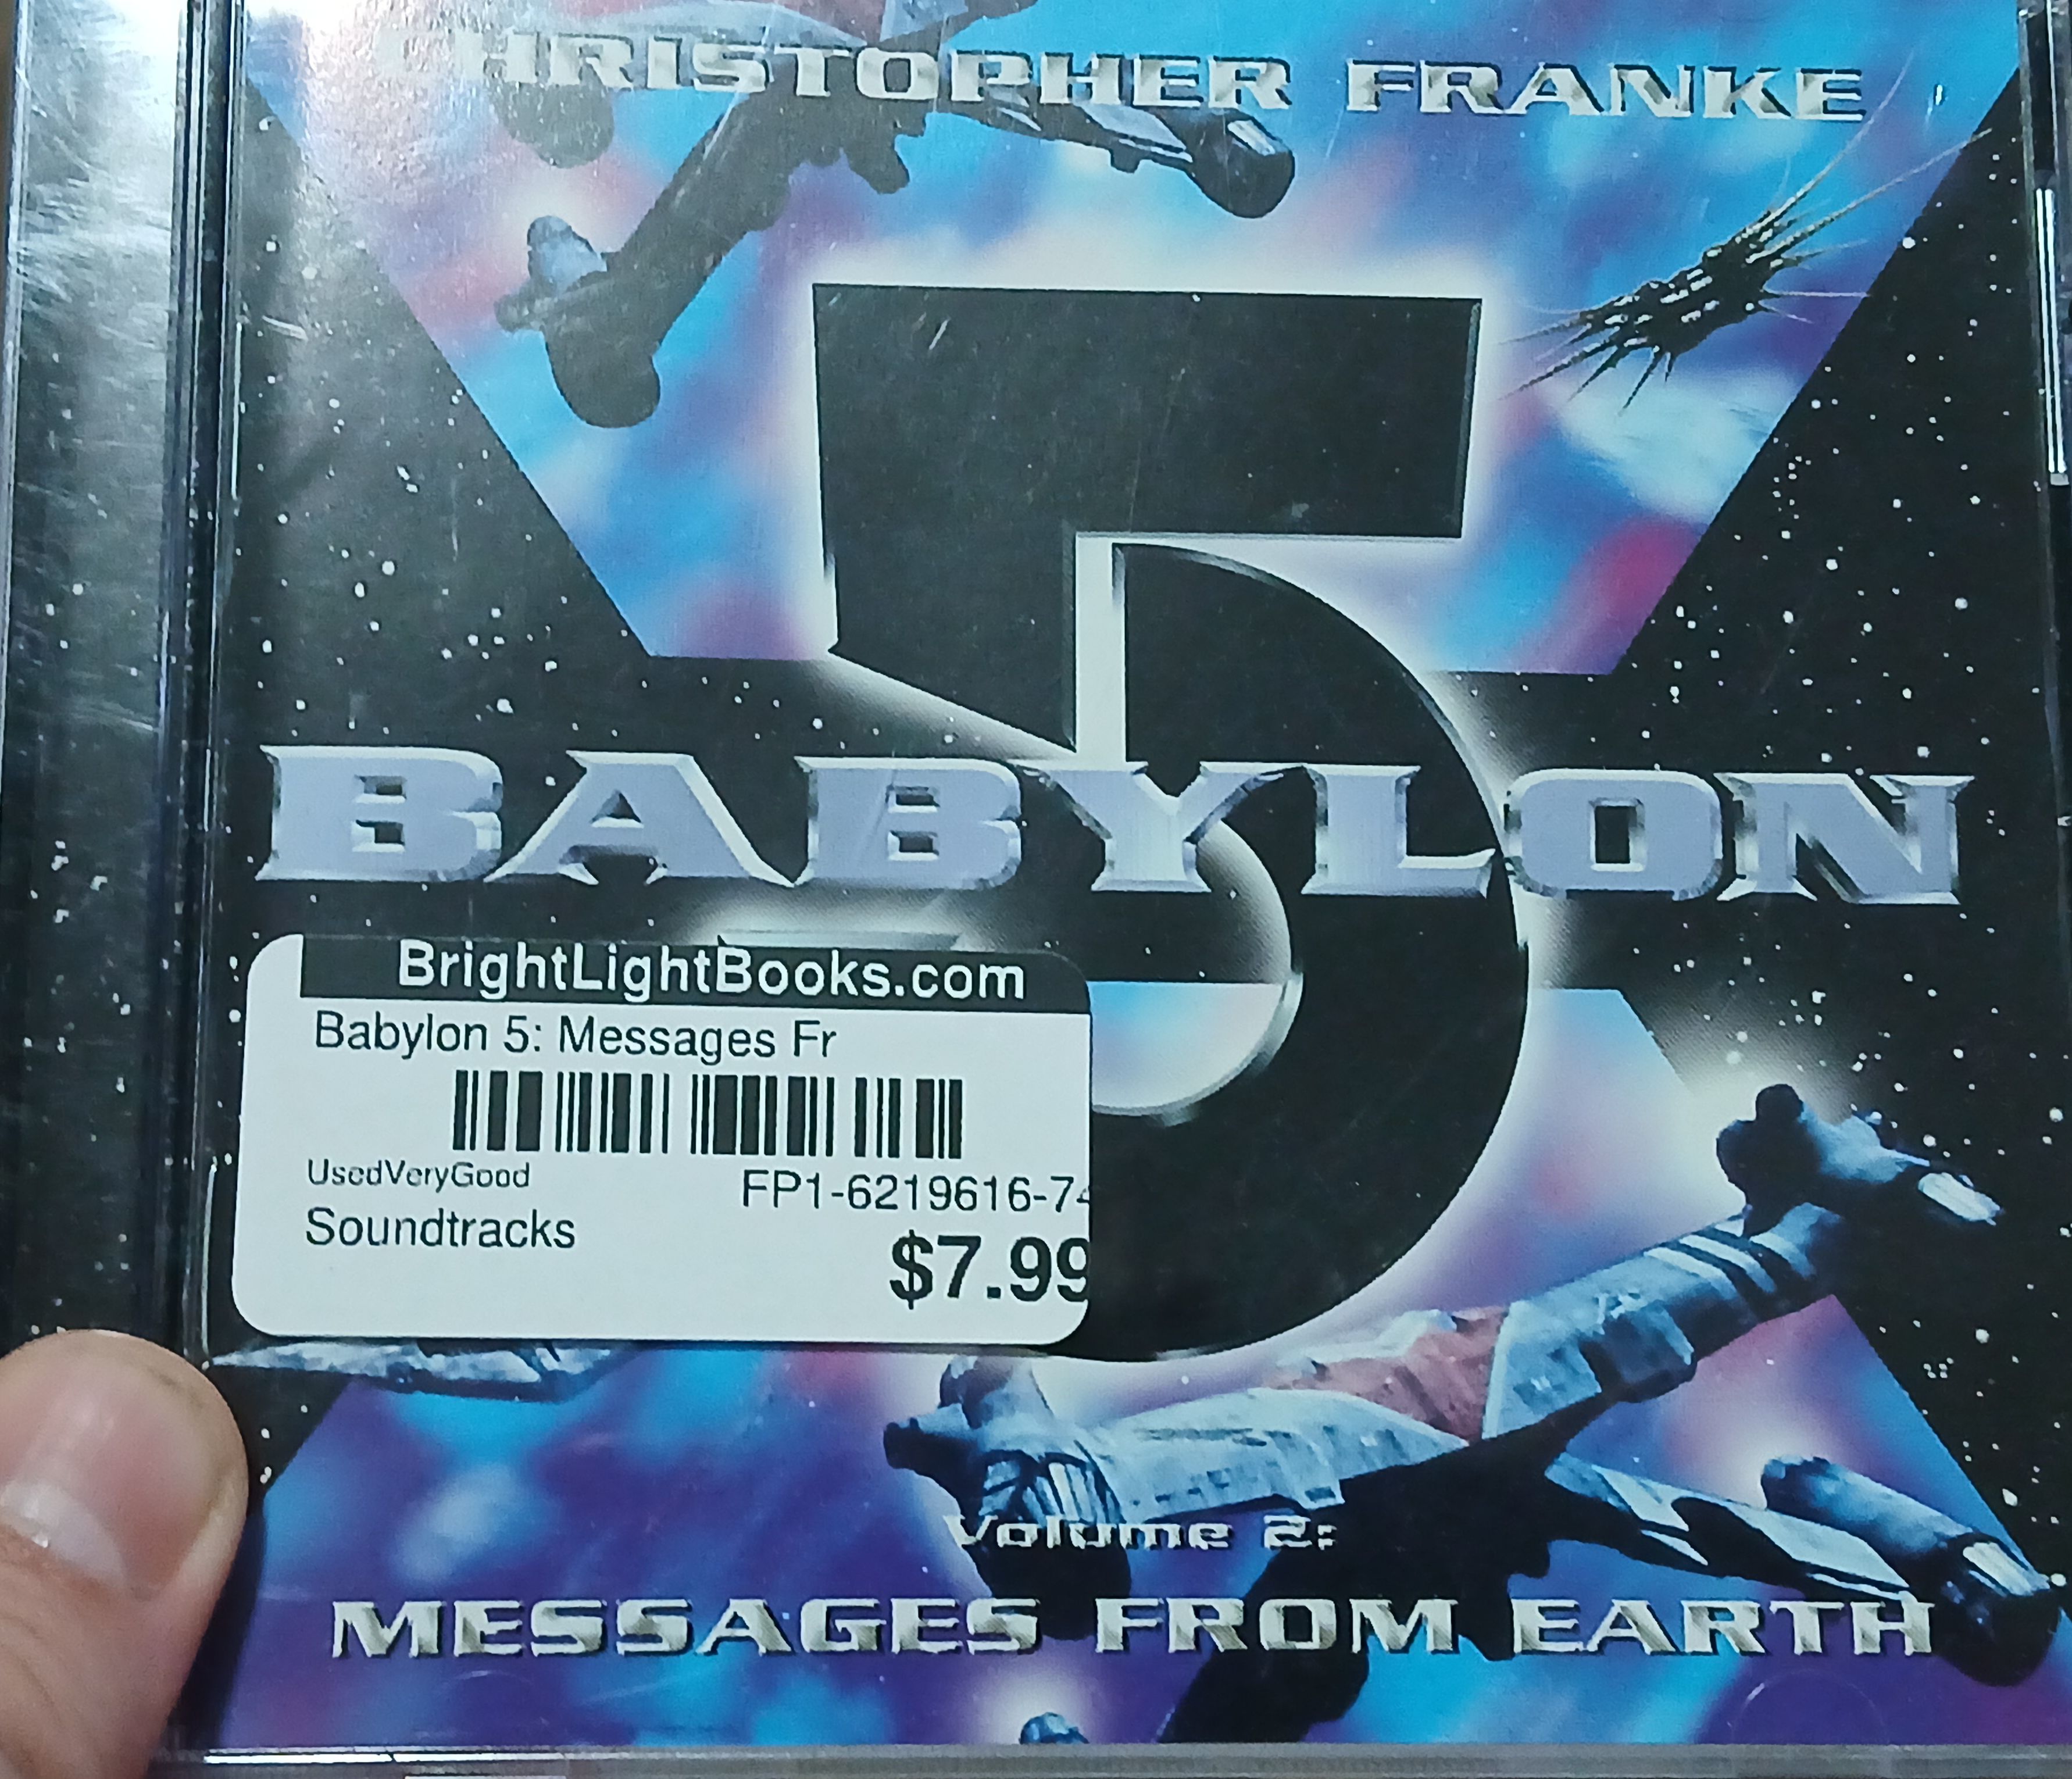 CHRISTOPHER FRANKE
5
BABYLON
BrightLightBooks.com
Babylon 5: Messages Fr
UsedVeryGood
FP1-6219616-74
Soundtracks
$7.99
Volume 2:
MESSAGES FROM EARTH